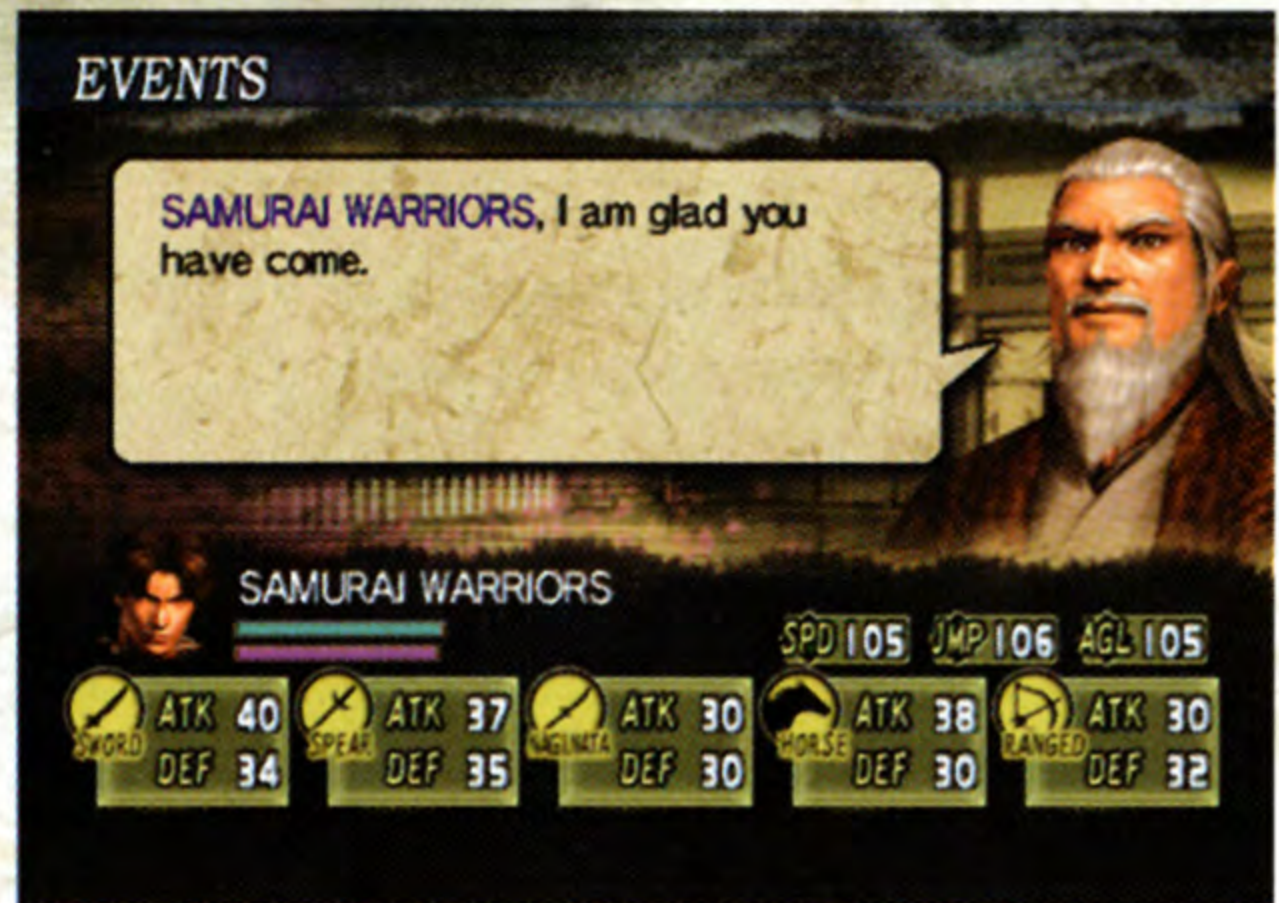 EVENTS
SAMURAI WARRIORS, I am glad you
have come.
SAMURAI WARRIORS
SPD 105 JMP 106 AGL 105
SWORD ATK 40 DEF 34
SPEAR ATK 37 DEF 35
NAGINATA ATK 30 DEF 30
HORSE ATK 38 DEF 30
RANGED ATK 30 DEF 32